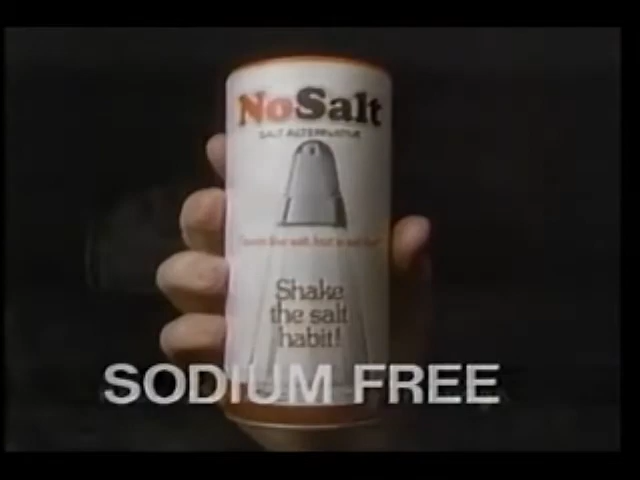 NoSalt
SALT ALTERNATIVE
Shake
the salt
habit!
SODIUM FREE